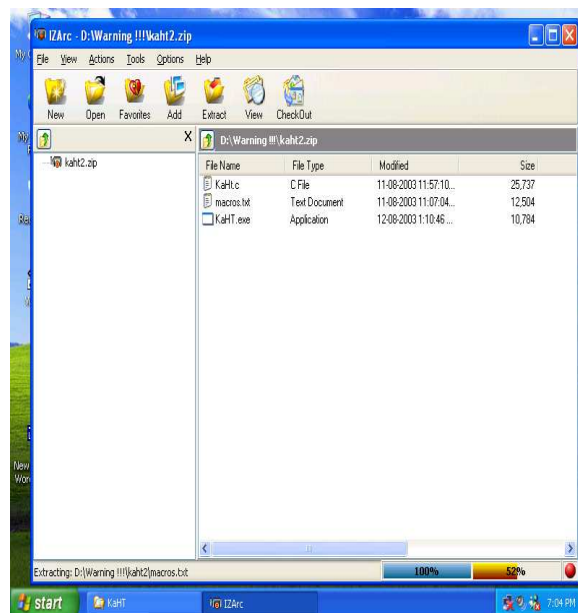 IZArc - D:\Warning !!!\kaht2.zip
File View Actions Tools Options Help
New Open Favorites Add Extract View CheckOut
X D:\Warning !!!\kaht2.zip
kaht2.zip
File Name File Type Modified Size
KaHt.c C File 11-08-2003 11:57:10... 25,737
macros.txt Text Document 11-08-2003 11:07:04... 12,504
KaHT.exe Application 12-08-2003 1:10:46 ... 10,784
My
New
Wor
Extracting: D:\Warning !!!\kaht2\macros.txt 100% 52%
start KaHT IZArc 7:04 PM